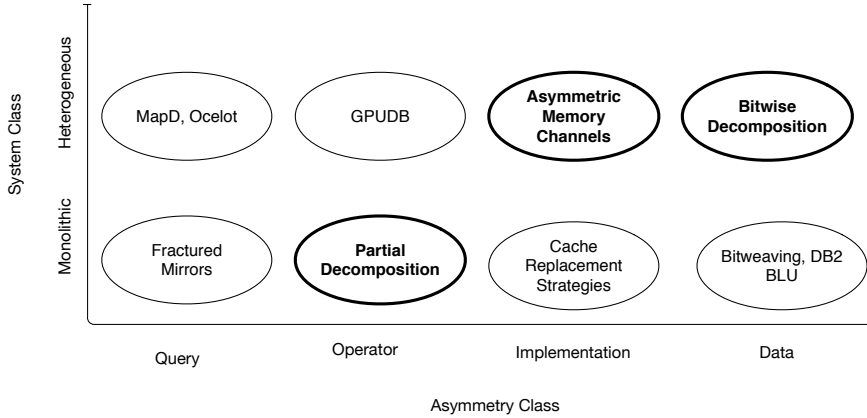 System Class
Heterogeneous
Monolithic
MapD, Ocelot
GPUDB
Asymmetric
Memory
Channels
Bitwise
Decomposition
Fractured
Mirrors
Partial
Decomposition
Cache
Replacement
Strategies
Bitweaving, DB2
BLU
Query
Operator
Implementation
Data
Asymmetry Class